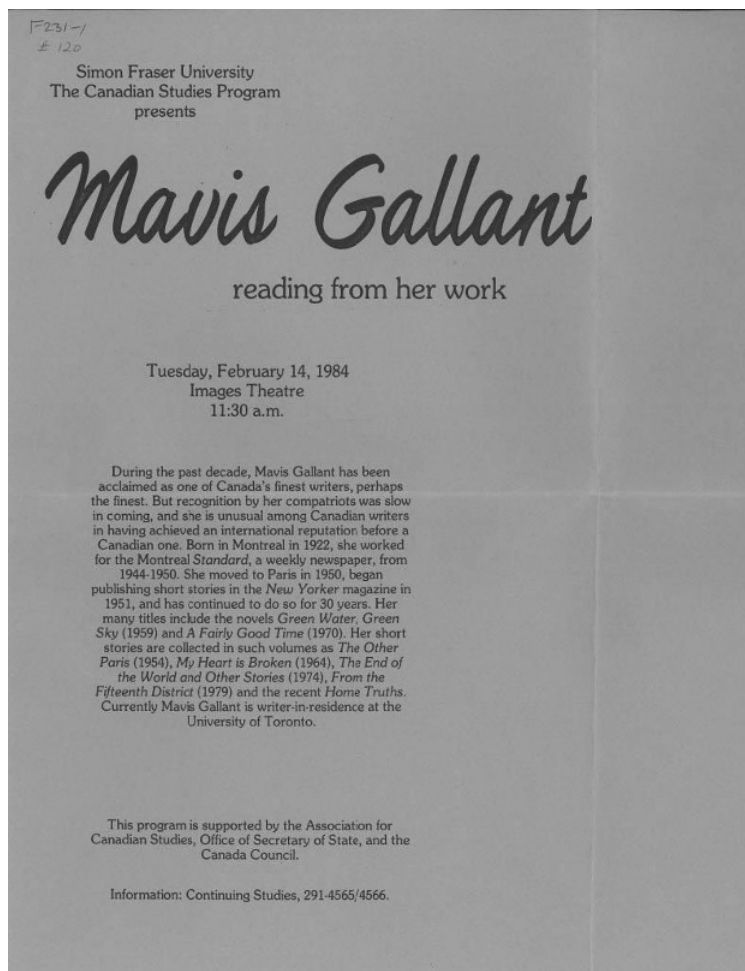 F231-1
# 120
Simon Fraser University
The Canadian Studies Program
presents
Mavis Gallant
reading from her work
Tuesday, February 14, 1984
Images Theatre
11:30 a.m.
During the past decade, Mavis Gallant has been
acclaimed as one of Canada's finest writers, perhaps
the finest. But recognition by her compatriots was slow
in coming, and she is unusual among Canadian writers
in having achieved an international reputation before a
Canadian one. Born in Montreal in 1922, she worked
for the Montreal Standard, a weekly newspaper, from
1944-1950. She moved to Paris in 1950, began
publishing short stories in the New Yorker magazine in
1951, and has continued to do so for 30 years. Her
many titles include the novels Green Water, Green
Sky (1959) and A Fairly Good Time (1970). Her short
stories are collected in such volumes as The Other
Paris (1954), My Heart is Broken (1964), The End of
the World and Other Stories (1974), From the
Fifteenth District (1979) and the recent Home Truths.
Currently Mavis Gallant is writer-in-residence at the
University of Toronto.
This program is supported by the Association for
Canadian Studies, Office of Secretary of State, and the
Canada Council.
Information: Continuing Studies, 291-4565/4566.